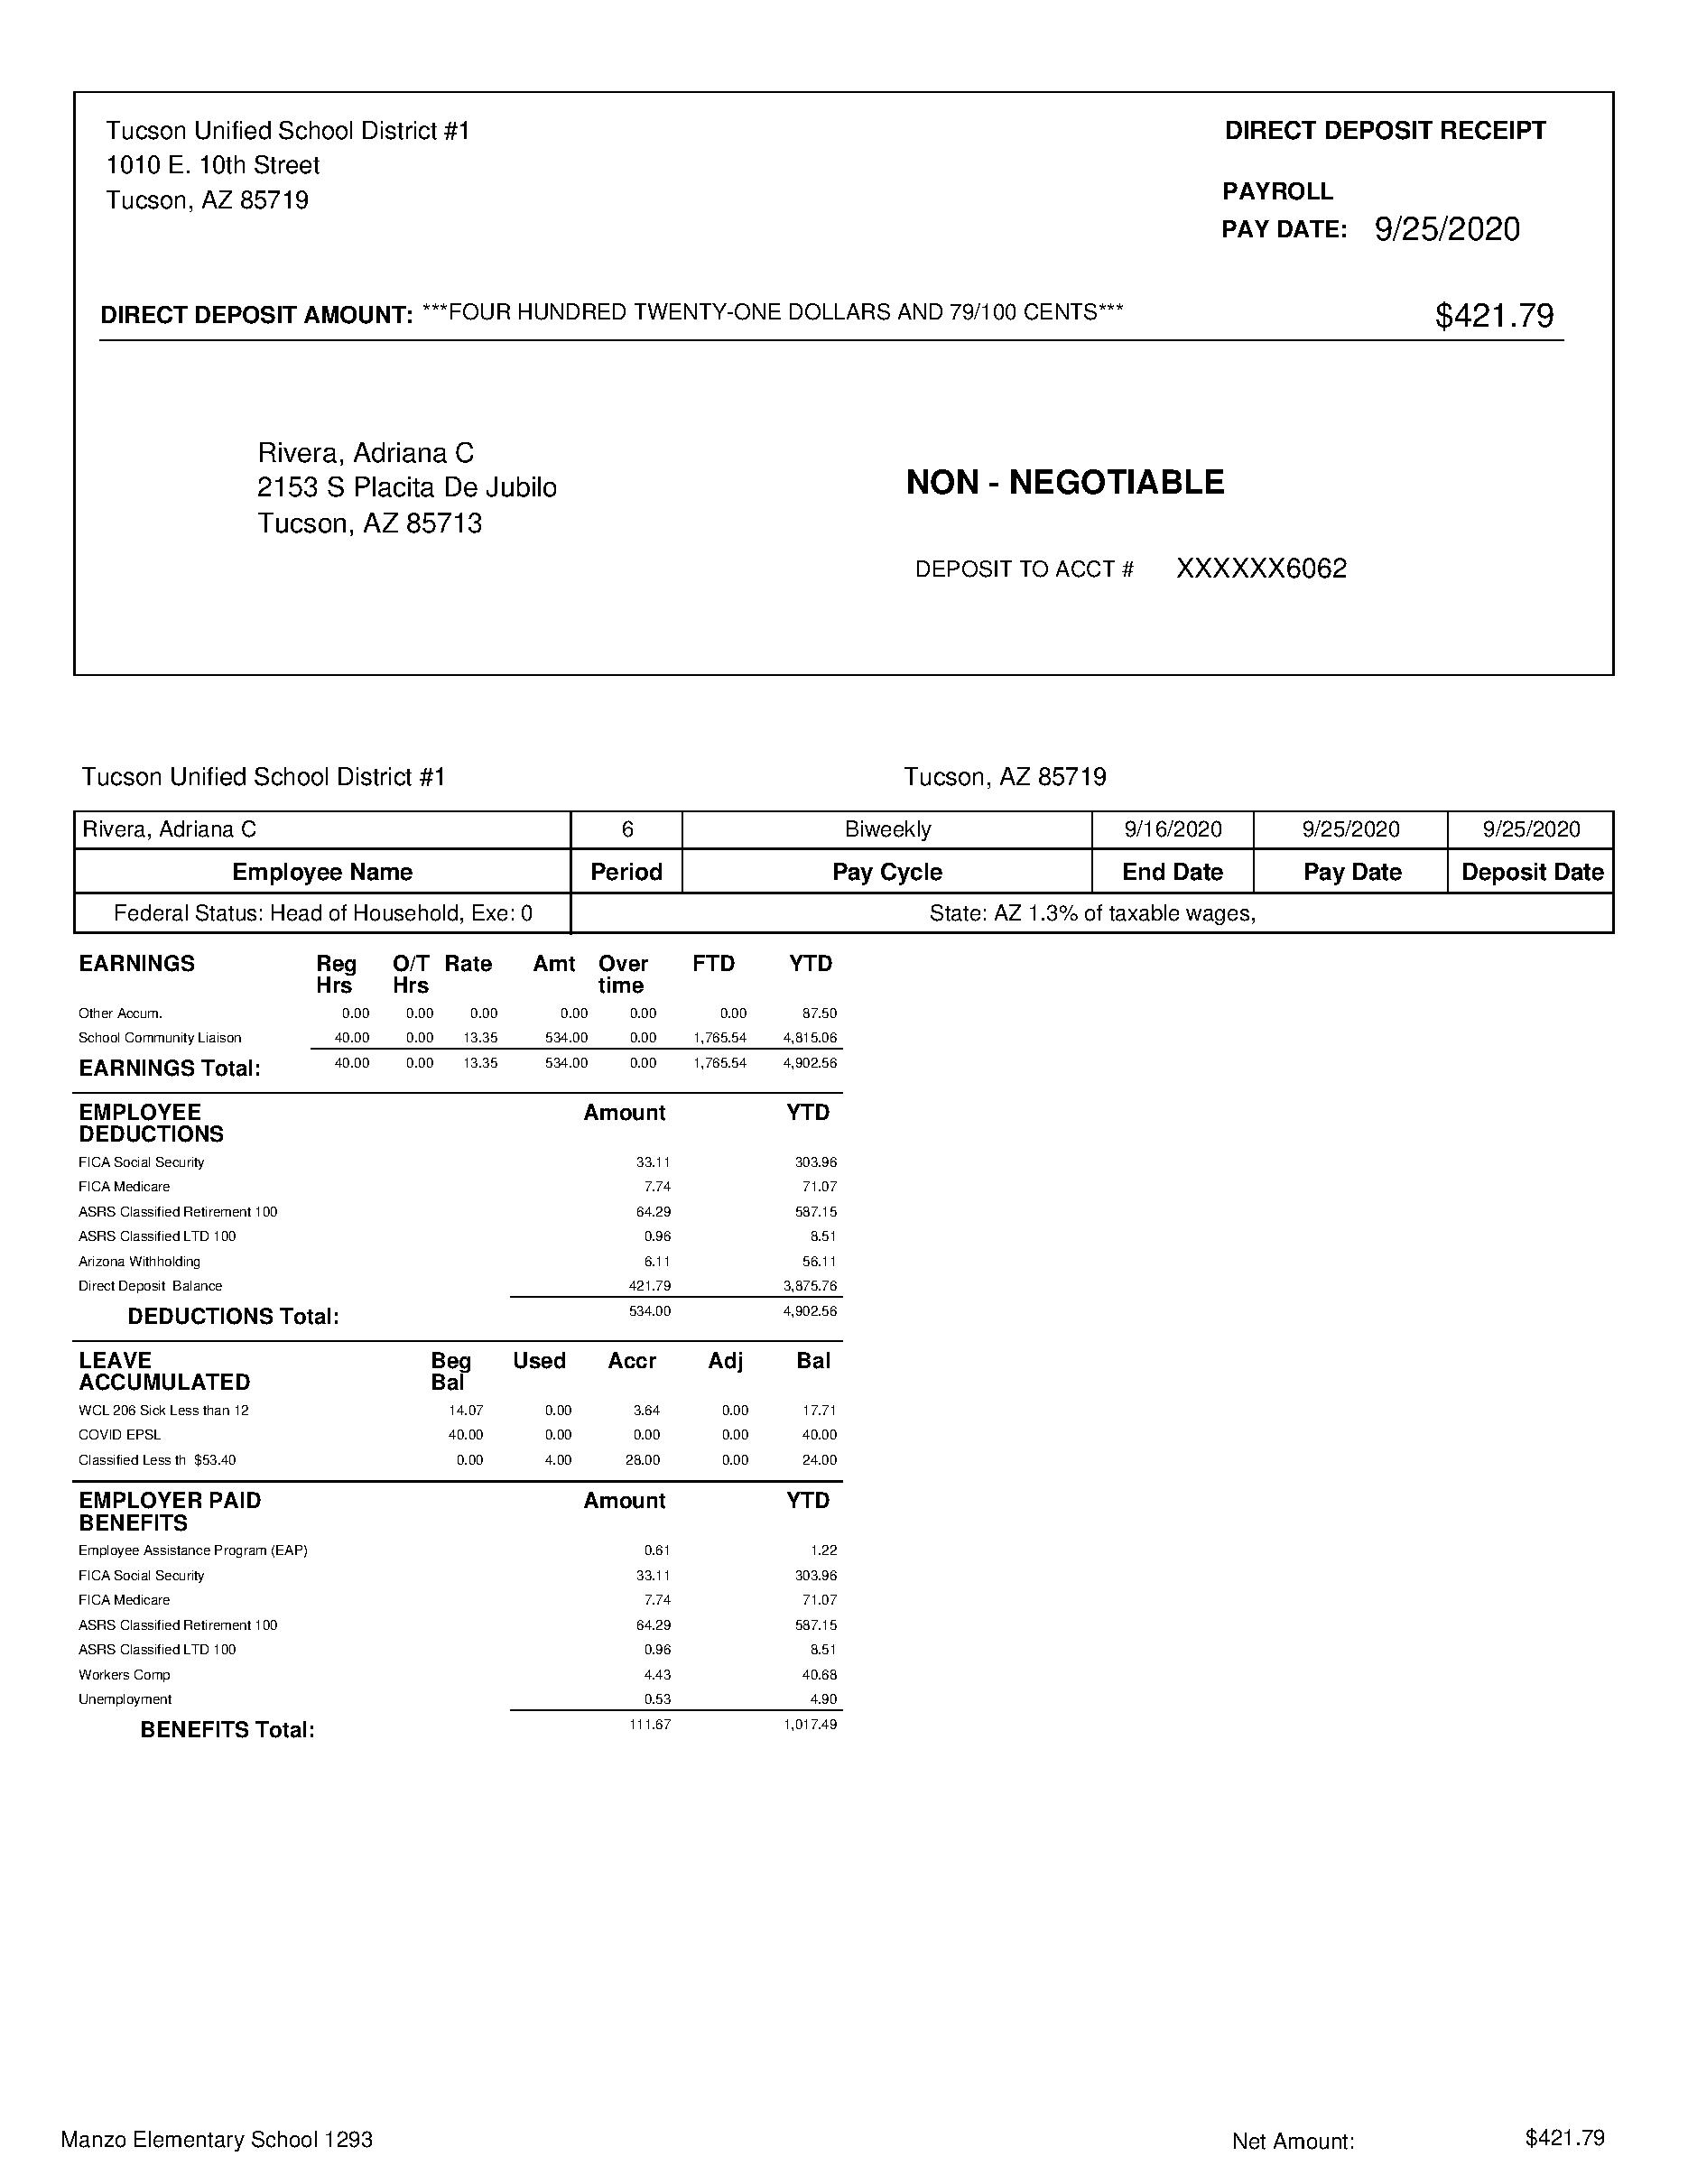 Tucson Unified School District #1
1010 E. 10th Street
Tucson, AZ 85719
DIRECT DEPOSIT RECEIPT
PAYROLL
PAY DATE: 9/25/2020
DIRECT DEPOSIT AMOUNT: ***FOUR HUNDRED TWENTY-ONE DOLLARS AND 79/100 CENTS*** $421.79
Rivera, Adriana C
2153 S Placita De Jubilo
Tucson, AZ 85713
NON - NEGOTIABLE
DEPOSIT TO ACCT # XXXXXX6062
Tucson Unified School District #1 Tucson, AZ 85719
Rivera, Adriana C 6 Biweekly 9/16/2020 9/25/2020 9/25/2020
Employee Name Period Pay Cycle End Date Pay Date Deposit Date
Federal Status: Head of Household, Exe: 0 State: AZ 1.3% of taxable wages,
EARNINGS Reg Hrs O/T Hrs Rate Amt Over time FTD YTD
Other Accum. 0.00 0.00 0.00 0.00 0.00 0.00 87.50
School Community Liaison 40.00 0.00 13.35 534.00 0.00 1,765.54 4,815.06
EARNINGS Total: 40.00 0.00 13.35 534.00 0.00 1,765.54 4,902.56
EMPLOYEE DEDUCTIONS Amount YTD
FICA Social Security 33.11 303.96
FICA Medicare 7.74 71.07
ASRS Classified Retirement 100 64.29 587.15
ASRS Classified LTD 100 0.96 8.51
Arizona Withholding 6.11 56.11
Direct Deposit Balance 421.79 3,875.76
DEDUCTIONS Total: 534.00 4,902.56
LEAVE ACCUMULATED Beg Bal Used Accr Adj Bal
WCL 206 Sick Less than 12 14.07 0.00 3.64 0.00 17.71
COVID EPSL 40.00 0.00 0.00 0.00 40.00
Classified Less th $53.40 0.00 4.00 28.00 0.00 24.00
EMPLOYER PAID BENEFITS Amount YTD
Employee Assistance Program (EAP) 0.61 1.22
FICA Social Security 33.11 303.96
FICA Medicare 7.74 71.07
ASRS Classified Retirement 100 64.29 587.15
ASRS Classified LTD 100 0.96 8.51
Workers Comp 4.43 40.68
Unemployment 0.53 4.90
BENEFITS Total: 111.67 1,017.49
Manzo Elementary School 1293 Net Amount: $421.79